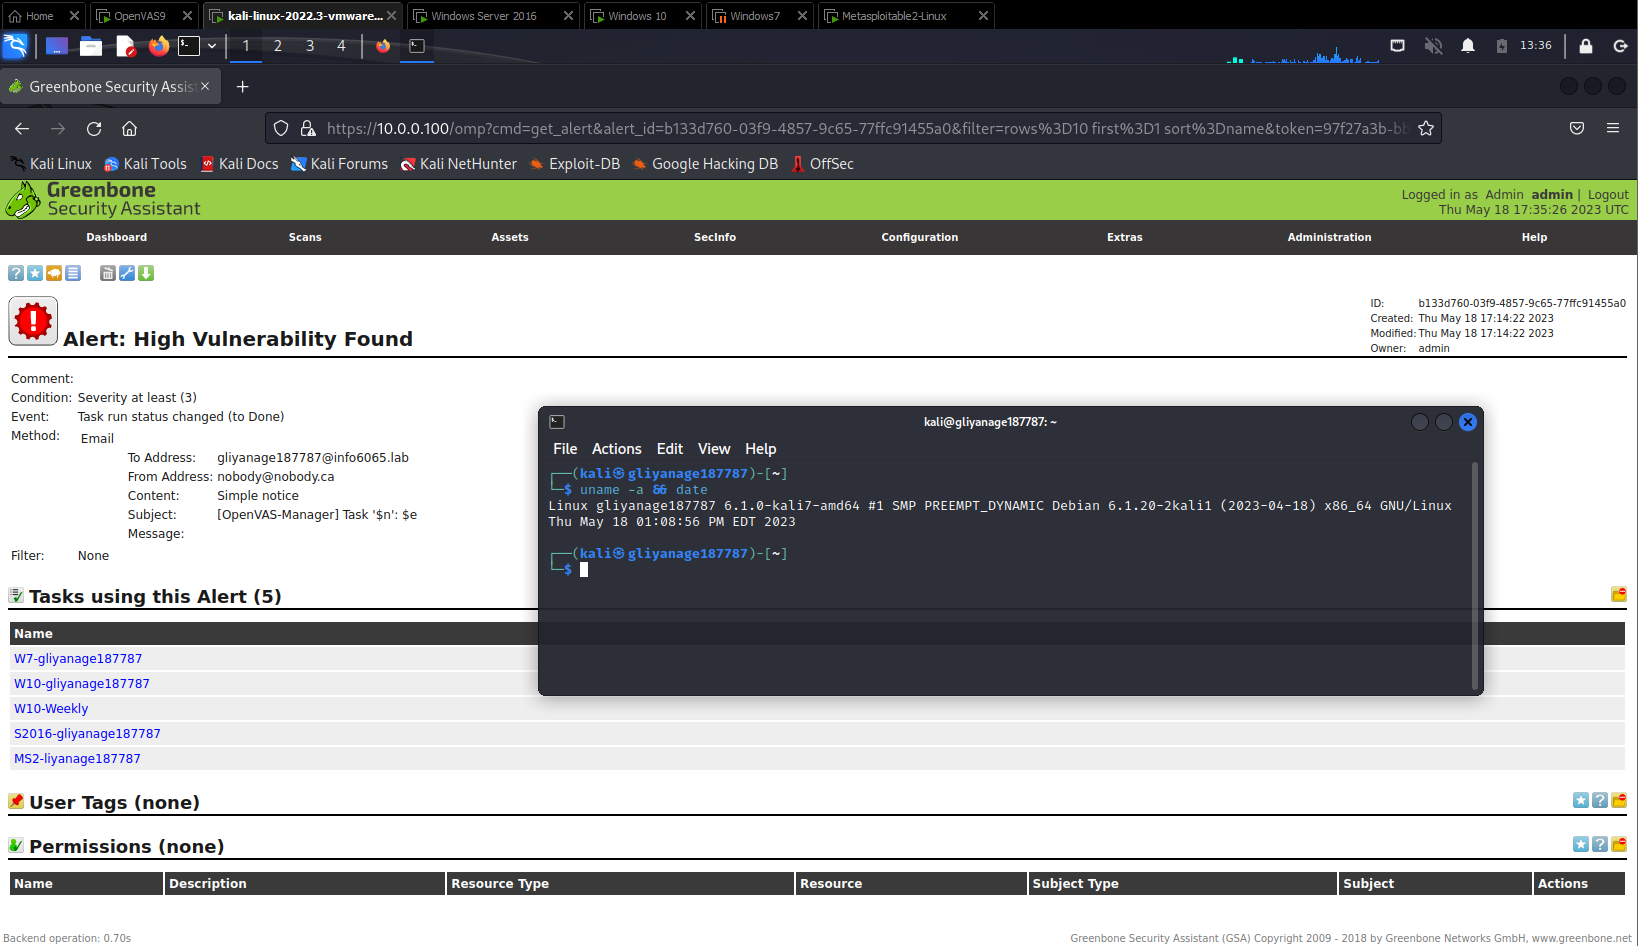 Home OpenVAS9 kali-linux-2022.3-vmware... Windows Server 2016 Windows 10 Windows7 Metasploitable2-Linux
1 2 3 4 13:36
Greenbone Security Assist
https://10.0.0.100/omp?cmd=get_alert&alert_id=b133d760-03f9-4857-9c65-77ffc91455a0&filter=rows%3D10 first%3D1 sort%3Dname&token=97f27a3b-bb
Kali Linux Kali Tools Kali Docs Kali Forums Kali NetHunter Exploit-DB Google Hacking DB OffSec
Greenbone
Security Assistant
Logged in as Admin admin | Logout
Thu May 18 17:35:26 2023 UTC
Dashboard Scans Assets SecInfo Configuration Extras Administration Help
Alert: High Vulnerability Found
ID: b133d760-03f9-4857-9c65-77ffc91455a0
Created: Thu May 18 17:14:22 2023
Modified: Thu May 18 17:14:22 2023
Owner: admin
Comment:
Condition: Severity at least (3)
Event: Task run status changed (to Done)
Method: Email
To Address: gliyanage187787@info6065.lab
From Address: nobody@nobody.ca
Content: Simple notice
Subject: [OpenVAS-Manager] Task '$n': $e
Message:
Filter: None
kali@gliyanage187787: ~
File Actions Edit View Help
┌──(kali㉿gliyanage187787)-[~]
└─$ uname -a && date
Linux gliyanage187787 6.1.0-kali7-amd64 #1 SMP PREEMPT_DYNAMIC Debian 6.1.20-2kali1 (2023-04-18) x86_64 GNU/Linux
Thu May 18 01:08:56 PM EDT 2023
┌──(kali㉿gliyanage187787)-[~]
└─$
Tasks using this Alert (5)
Name
W7-gliyanage187787
W10-gliyanage187787
W10-Weekly
S2016-gliyanage187787
MS2-liyanage187787
User Tags (none)
Permissions (none)
Name Description Resource Type Resource Subject Type Subject Actions
Backend operation: 0.70s
Greenbone Security Assistant (GSA) Copyright 2009 - 2018 by Greenbone Networks GmbH, www.greenbone.net